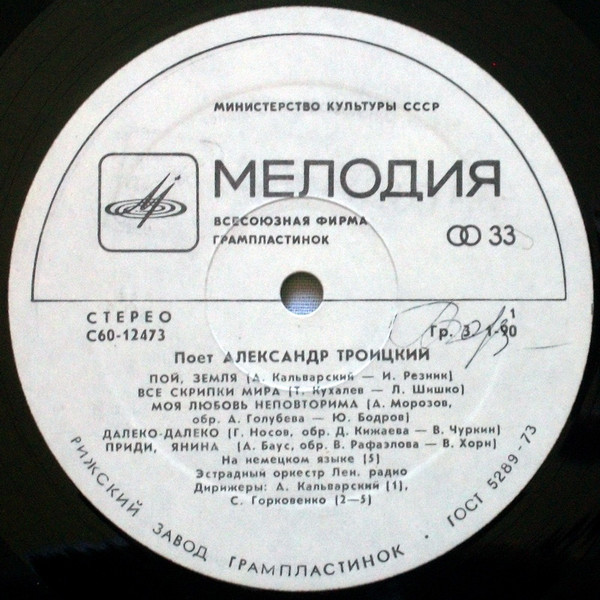 МИНИСТЕРСТВО КУЛЬТУРЫ СССР
МЕЛОДИЯ
ВСЕСОЮЗНАЯ ФИРМА
ГРАМПЛАСТИНОК
33
СТЕРЕО
1
С60-12473
Гр. 3 1-90
Поет АЛЕКСАНДР ТРОИЦКИЙ
ПОЙ, ЗЕМЛЯ (А. Кальварский — И. Резник)
ВСЕ СКРИПКИ МИРА (Т. Кухалев — Л. Шишко)
МОЯ ЛЮБОВЬ НЕПОВТОРИМА (А. Морозов,
обр. А. Голубева — Ю. Бодров)
ДАЛЕКО-ДАЛЕКО (Г. Носов, обр. Д. Кижаева — В. Чуркин)
ПРИДИ, ЯНИНА (А. Баус, обр. В. Рафаэлова — В. Хорн)
На немецком языке (5)
Эстрадный оркестр Лен. радио
Дирижеры: А. Кальварский (1),
С. Горковенко (2—5)
РИЖСКИЙ ЗАВОД ГРАМПЛАСТИНОК · ГОСТ 5289-73